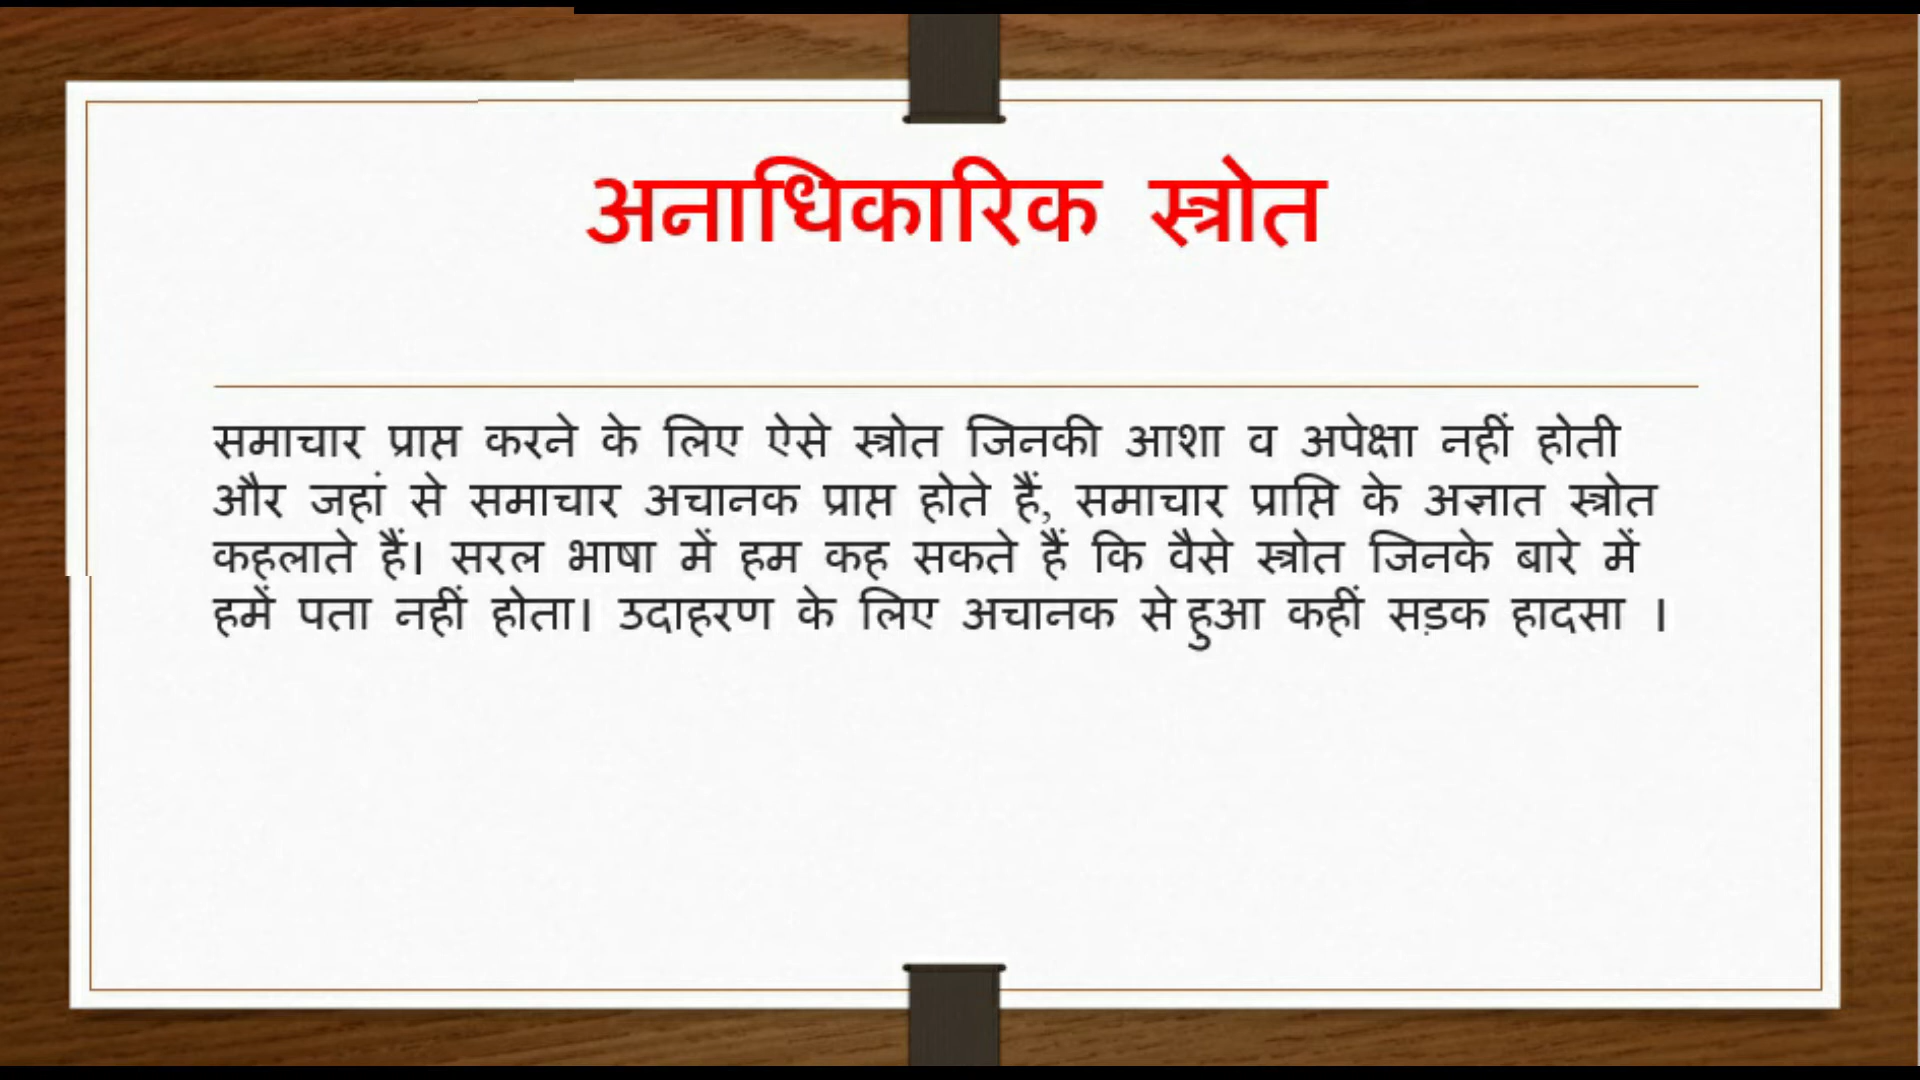 अनाधिकारिक स्त्रोत
समाचार प्राप्त करने के लिए ऐसे स्त्रोत जिनकी आशा व अपेक्षा नहीं होती
और जहां से समाचार अचानक प्राप्त होते हैं, समाचार प्राप्ति के अज्ञात स्त्रोत
कहलाते हैं। सरल भाषा में हम कह सकते हैं कि वैसे स्त्रोत जिनके बारे में
हमें पता नहीं होता। उदाहरण के लिए अचानक से हुआ कहीं सड़क हादसा ।